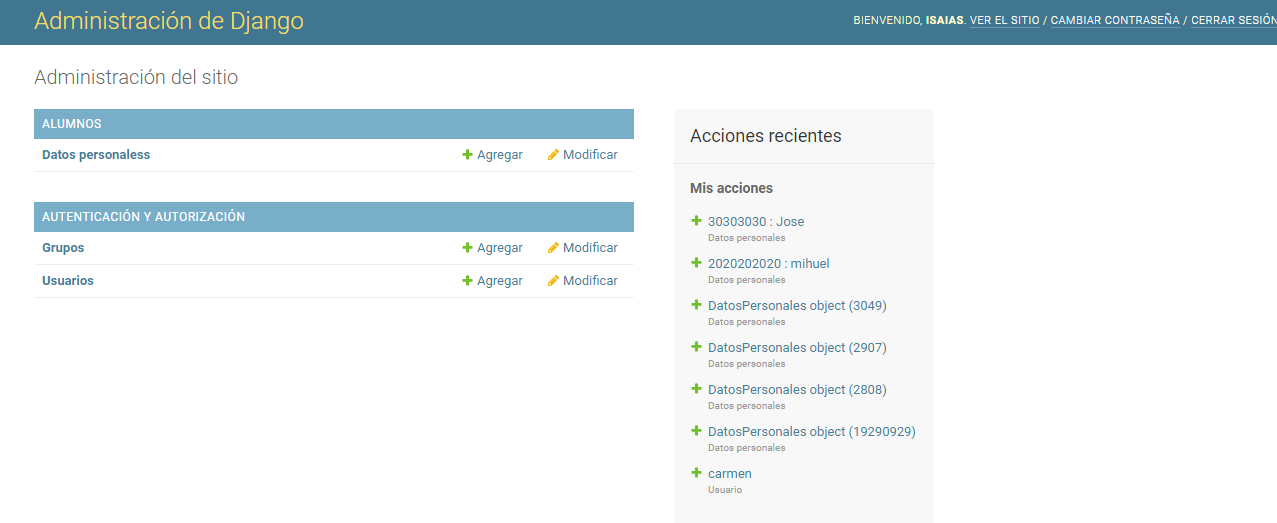 Administración de Django
BIENVENIDO, ISAIAS. VER EL SITIO / CAMBIAR CONTRASEÑA / CERRAR SESIÓN
Administración del sitio
ALUMNOS
Datos personaless Agregar Modificar
AUTENTICACIÓN Y AUTORIZACIÓN
Grupos Agregar Modificar
Usuarios Agregar Modificar
Acciones recientes
Mis acciones
30303030 : Jose
Datos personales
2020202020 : mihuel
Datos personales
DatosPersonales object (3049)
Datos personales
DatosPersonales object (2907)
Datos personales
DatosPersonales object (2808)
Datos personales
DatosPersonales object (19290929)
Datos personales
carmen
Usuario